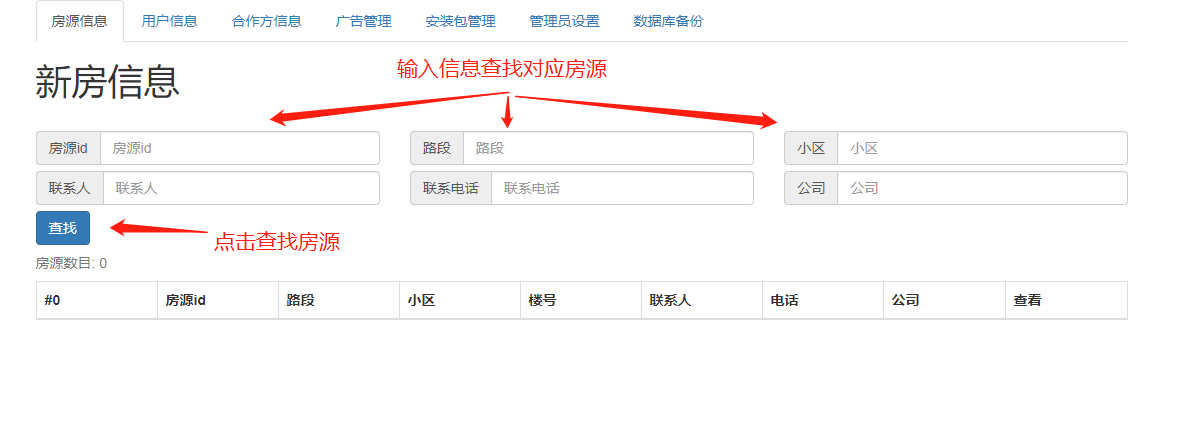 房源信息 用户信息 合作方信息 广告管理 安装包管理 管理员设置 数据库备份
输入信息查找对应房源
新房信息
房源id 房源id 路段 路段 小区 小区
联系人 联系人 联系电话 联系电话 公司 公司
查找
点击查找房源
房源数目: 0
#0 房源id 路段 小区 楼号 联系人 电话 公司 查看